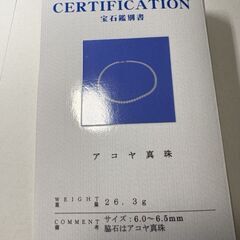 CERTIFICATION
宝石鑑別書
アコヤ真珠
WEIGHT
重量 26.3g
COMMENT サイズ:6.0〜6.5mm
備考 脇石はアコヤ真珠